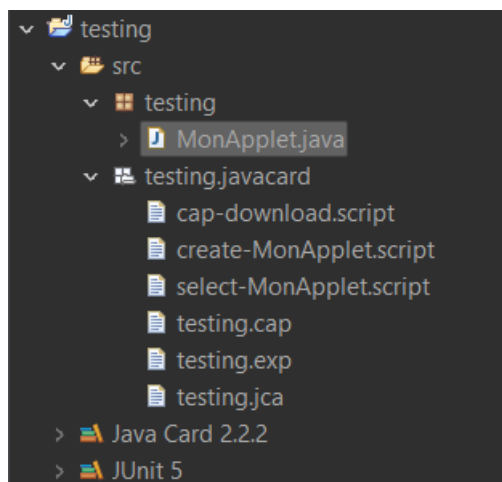 testing
src
testing
MonApplet.java
testing.javacard
cap-download.script
create-MonApplet.script
select-MonApplet.script
testing.cap
testing.exp
testing.jca
Java Card 2.2.2
JUnit 5